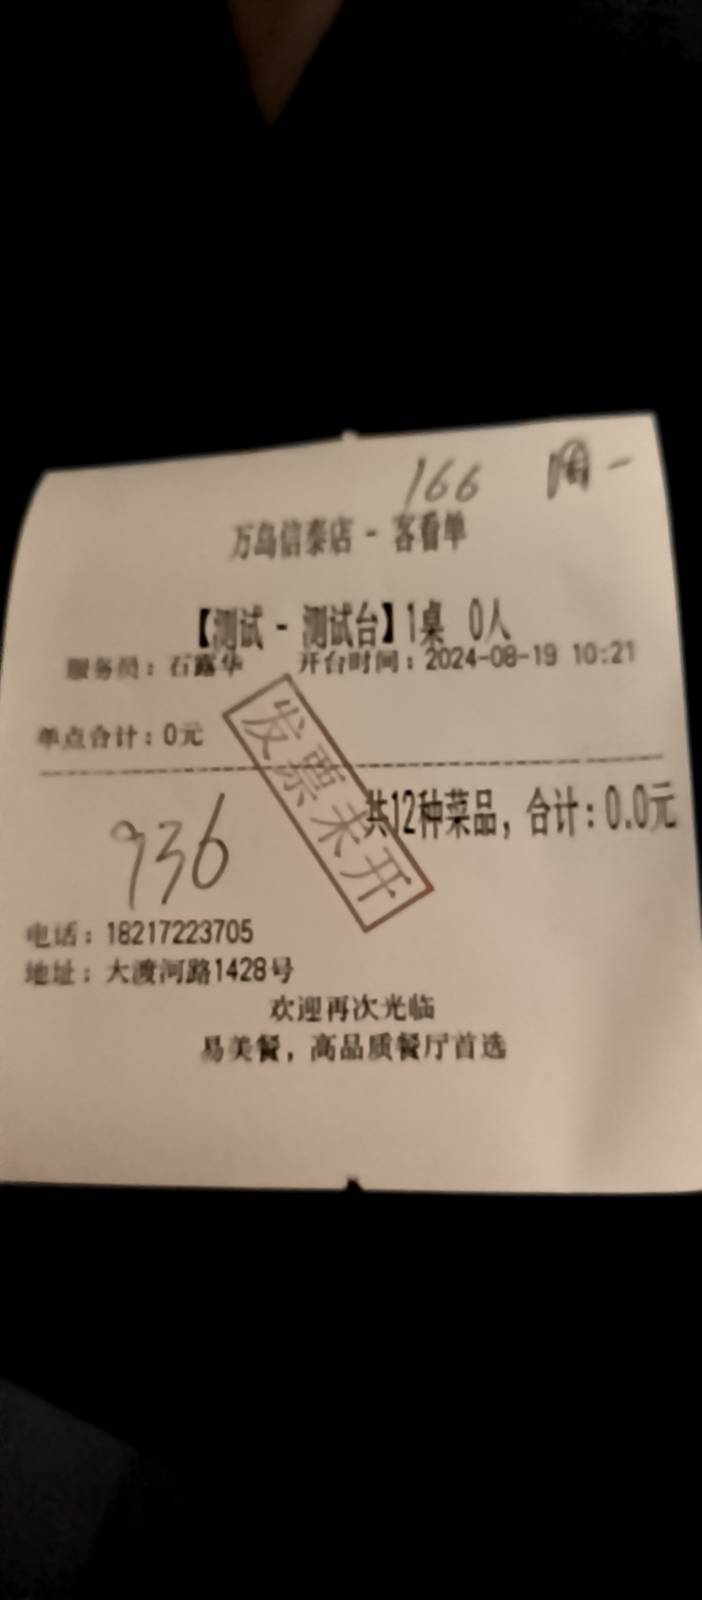 166 周一
万岛信泰店 - 客看单
【测试 - 测试台】1桌 0人
服务员：石露华 开台时间：2024-08-19 10:21
单点合计：0元
发票未开
共12种菜品，合计：0.0元
936
电话：18217223705
地址：大渡河路1428号
欢迎再次光临
易美餐，高品质餐厅首选